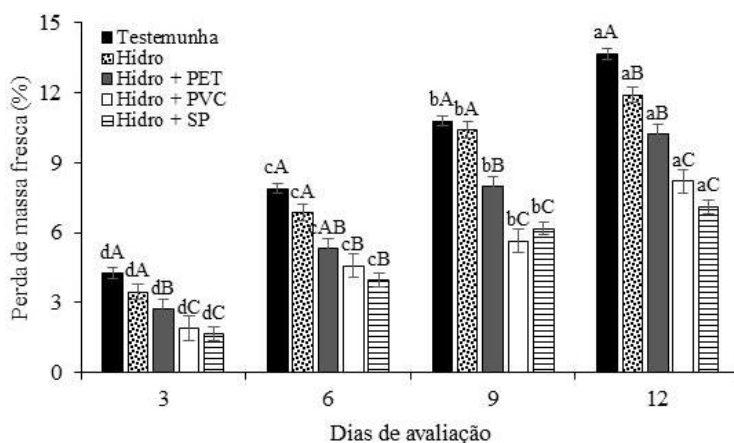 Perda de massa fresca (%)
15
12
9
6
3
0
Testemunha
Hidro
Hidro + PET
Hidro + PVC
Hidro + SP
dA dA dB dC dC
cA cA cAB cB cB
bA bA bB bC bC
aA aB aB aC aC
3 6 9 12
Dias de avaliação